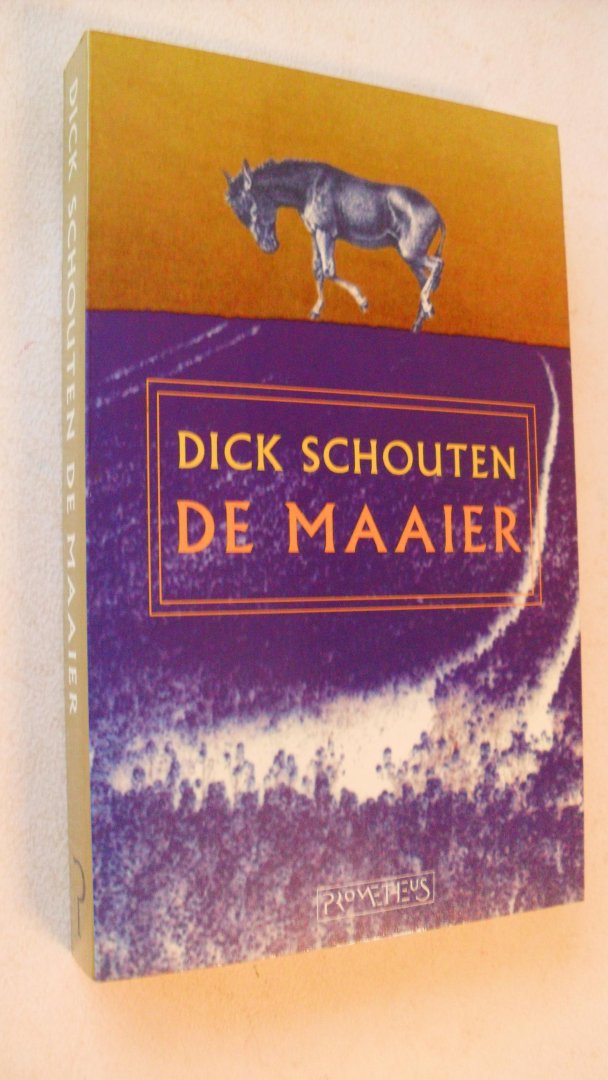 DICK SCHOUTEN DE MAAIER
DICK SCHOUTEN
DE MAAIER
PROMETHEUS